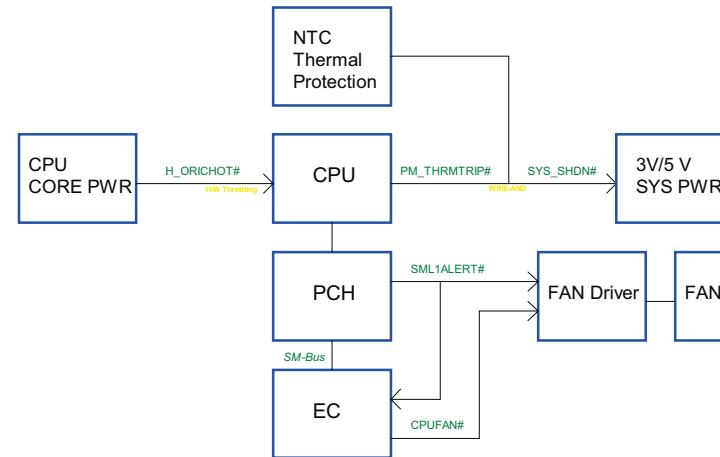 NTC
Thermal
Protection
CPU
CORE PWR
H_ORICHOT#
H/W Throttling
CPU
PM_THRMTRIP#
WIRE-AND
SYS_SHDN#
3V/5 V
SYS PWR
PCH
SML1ALERT#
FAN Driver
FAN
SM-Bus
EC
CPUFAN#